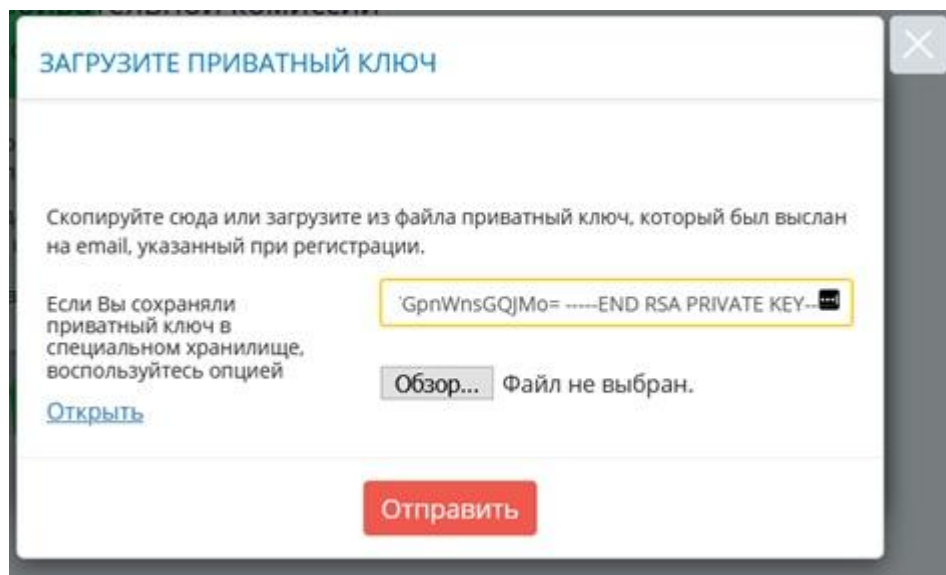 ТЕЛЬНОЙ КОМИССИИ
ЗАГРУЗИТЕ ПРИВАТНЫЙ КЛЮЧ
Скопируйте сюда или загрузите из файла приватный ключ, который был выслан
на email, указанный при регистрации.
Если Вы сохраняли
приватный ключ в
специальном хранилище,
воспользуйтесь опцией
Открыть
GpnWnsGQJMo= -----END RSA PRIVATE KEY--
Обзор... Файл не выбран.
Отправить